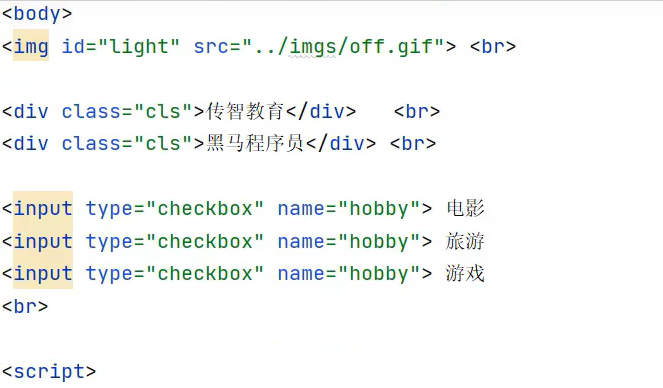 <body>
<img id="light" src="../imgs/off.gif"> <br>
<div class="cls">传智教育</div>   <br>
<div class="cls">黑马程序员</div> <br>
<input type="checkbox" name="hobby"> 电影
<input type="checkbox" name="hobby"> 旅游
<input type="checkbox" name="hobby"> 游戏
<br>
<script>